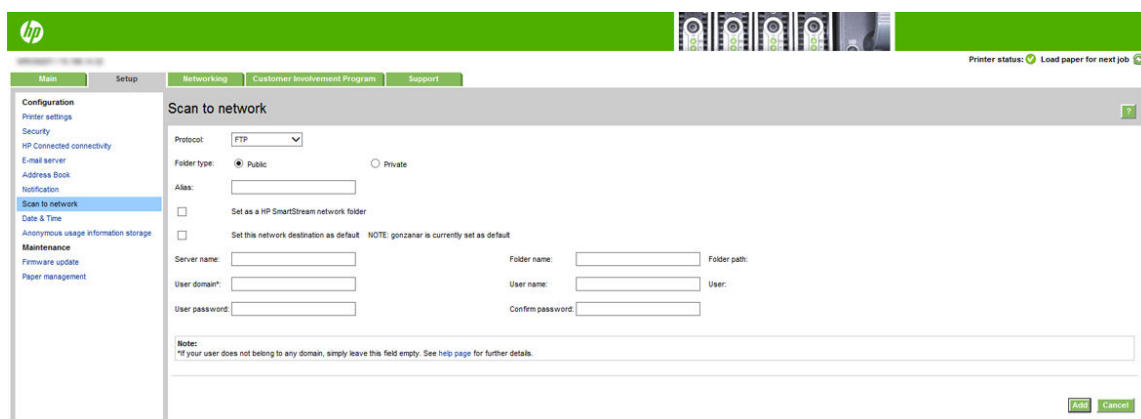 hp
Printer status: Load paper for next job
Main Setup Networking Customer Involvement Program Support
Configuration
Printer settings
Security
HP Connected connectivity
E-mail server
Address Book
Notification
Scan to network
Date & Time
Anonymous usage information storage
Maintenance
Firmware update
Paper management
Scan to network
?
Protocol: FTP
Folder type: Public Private
Alias:
Set as a HP SmartStream network folder
Set this network destination as default NOTE: gonzanar is currently set as default
Server name: Folder name: Folder path:
User domain*: User name: User:
User password: Confirm password:
Note:
*If your user does not belong to any domain, simply leave this field empty. See help page for further details.
Add Cancel